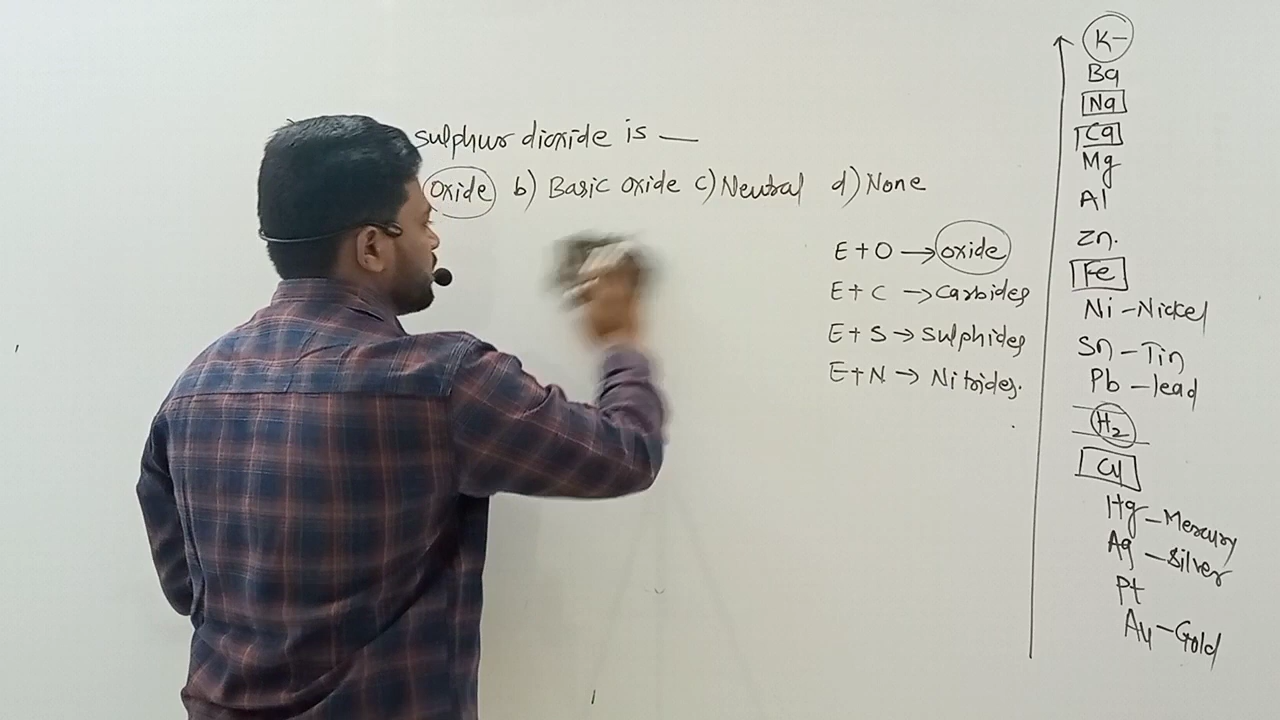 sulphur dioxide is —
oxide b) Basic oxide c) Neutral d) None
E + O → oxide
E + C → carbides
E + S → sulphides
E + N → Nitrides.
K
Ba
Na
Ca
Mg
Al
Zn.
Fe
Ni - Nickel
Sn - Tin
Pb - lead
H2
Cu
Hg - Mercury
Ag - Silver
Pt
Au - Gold